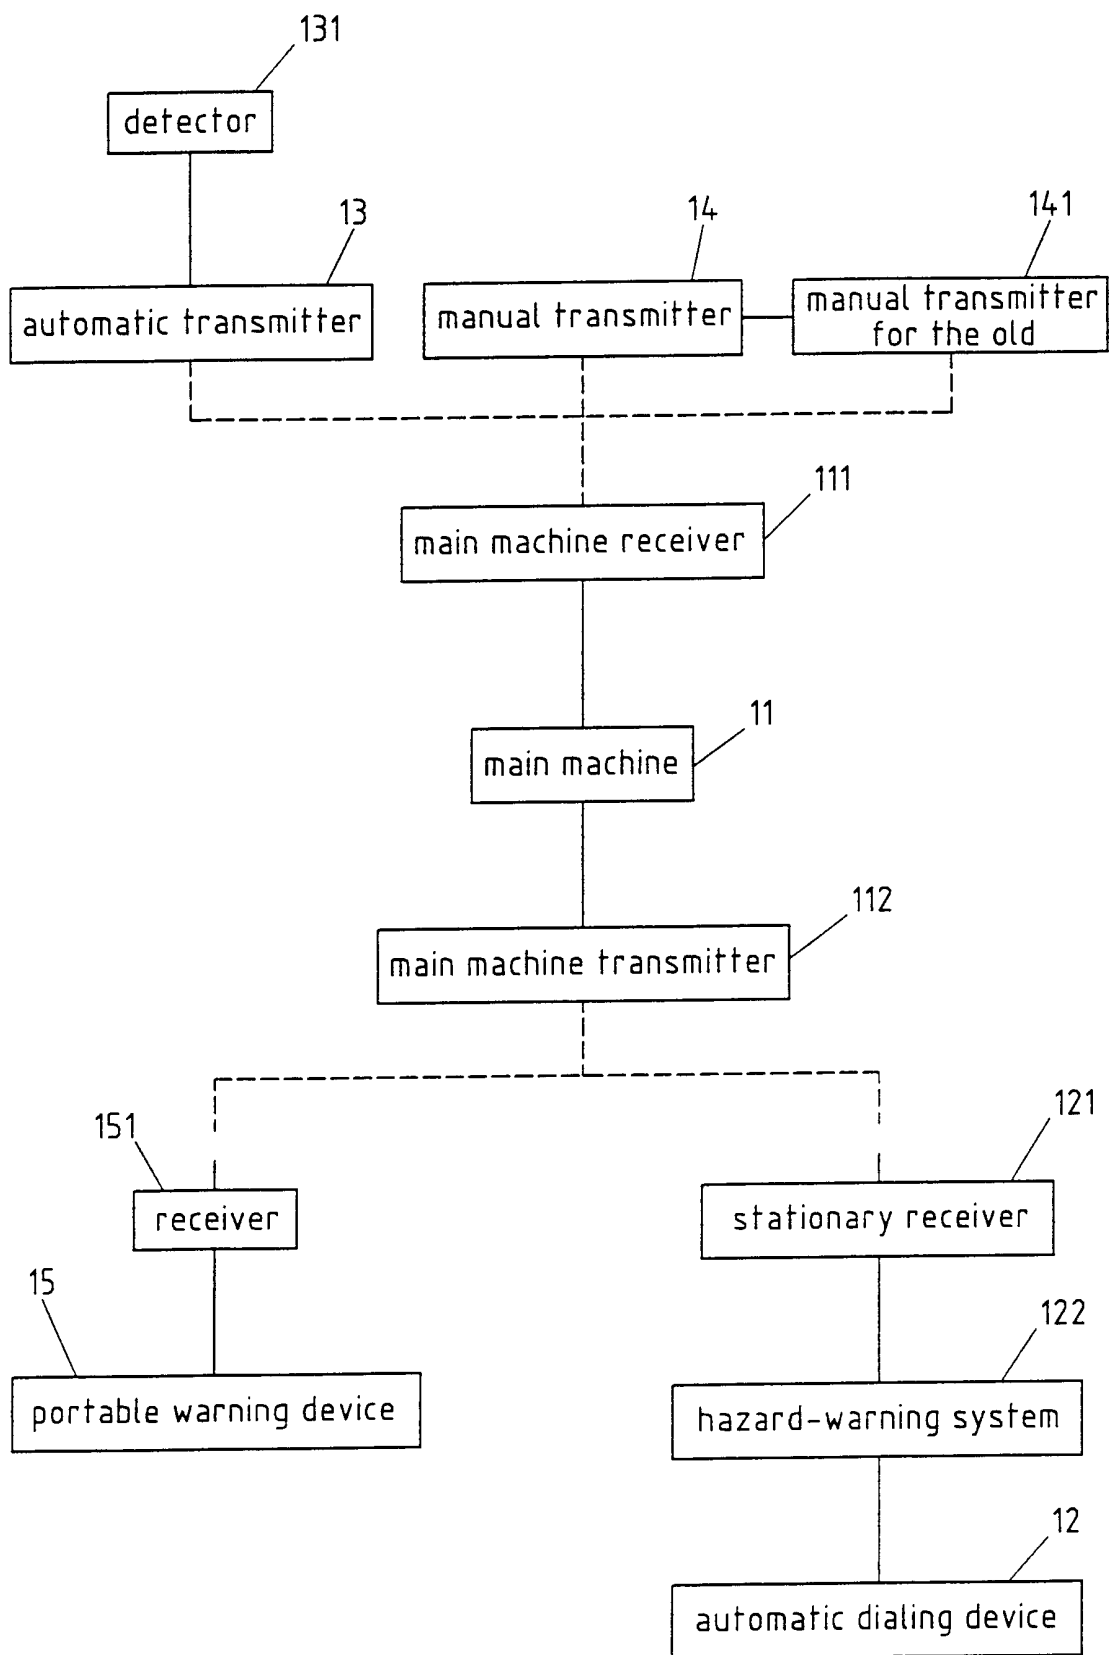 131
detector
13
14
141
automatic transmitter
manual transmitter
manual transmitter
for the old
111
main machine receiver
11
main machine
112
main machine transmitter
151
121
receiver
stationary receiver
15
122
portable warning device
hazard-warning system
12
automatic dialing device